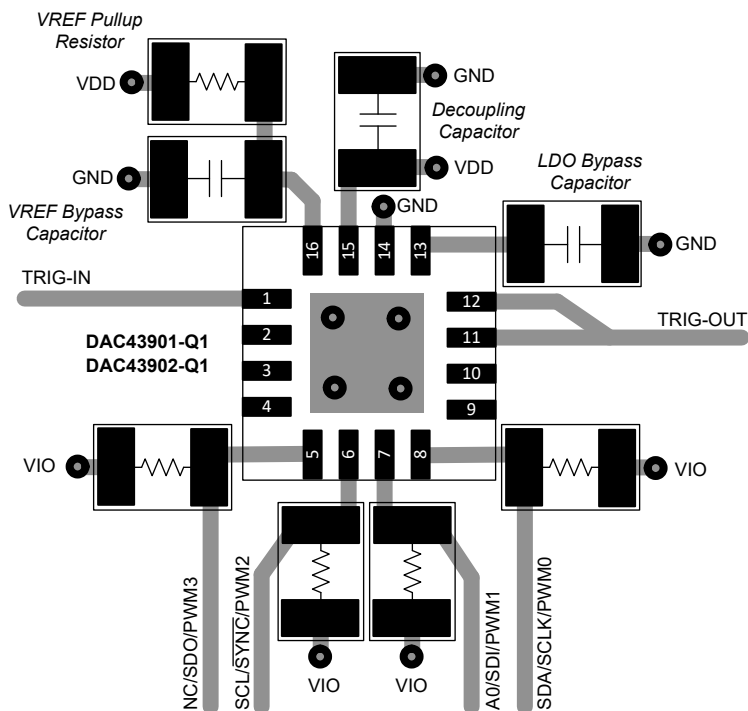 VREF Pullup
Resistor
VDD
GND
Decoupling
Capacitor
VDD
LDO Bypass
Capacitor
GND
VREF Bypass
Capacitor
GND
GND
16
15
14
13
TRIG-IN
1
12
TRIG-OUT
DAC43901-Q1
DAC43902-Q1
2
11
3
10
4
9
5
6
7
8
VIO
VIO
NC/SDO/PWM3
SCL/S̅Y̅N̅C̅/PWM2
A0/SDI/PWM1
SDA/SCLK/PWM0
VIO
VIO